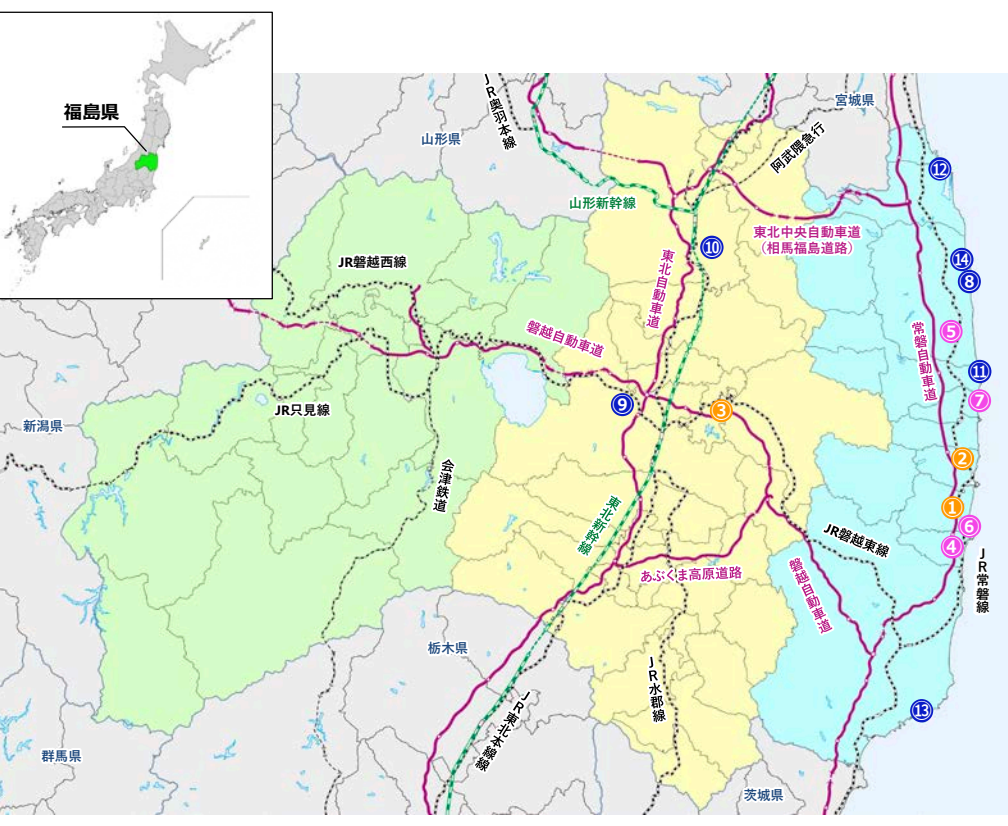 福島県
JR奥羽本線
宮城県
山形県
阿武隈急行
⑫
山形新幹線
東北中央自動車道
（相馬福島道路）
⑩
JR磐越西線
東北自動車道
⑭
⑧
磐越自動車道
常磐自動車道
⑤
⑪
⑦
JR只見線
⑨
③
新潟県
②
会津鉄道
東北新幹線
①
⑥
④
JR磐越東線
JR常磐線
あぶくま高原道路
磐越自動車道
栃木県
JR水郡線
JR東北本線線
⑬
群馬県
茨城県